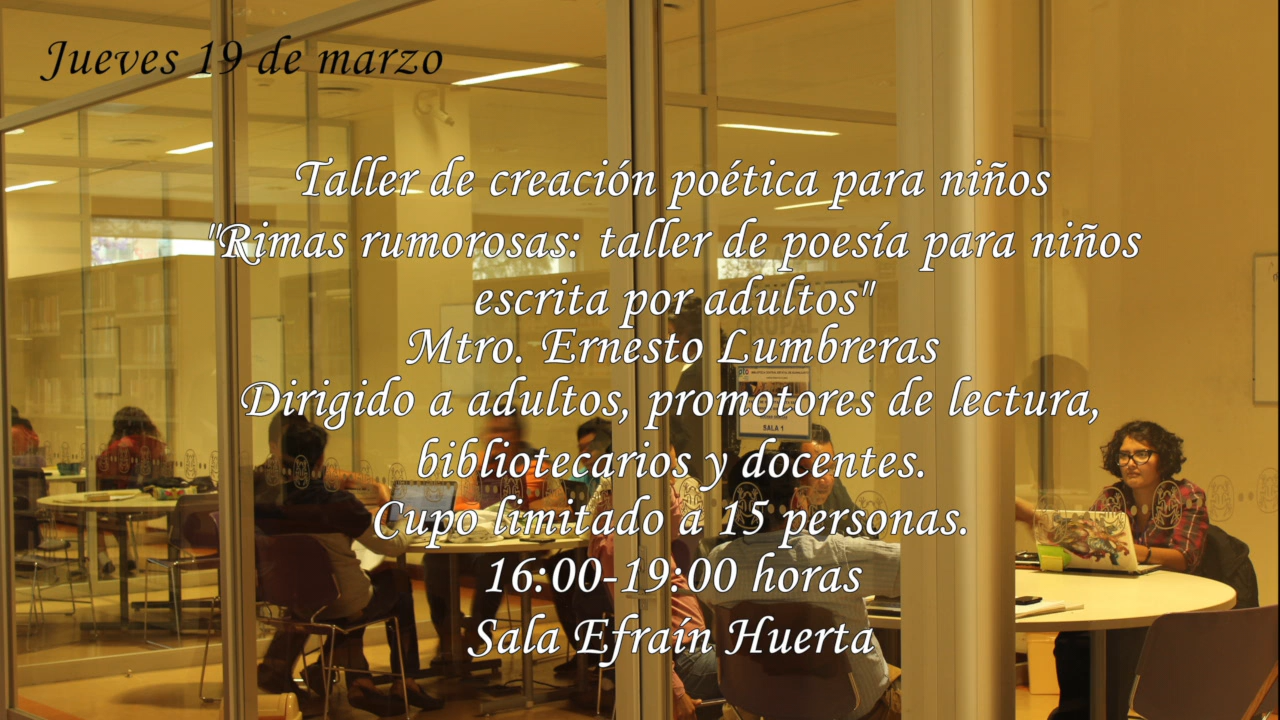 Jueves 19 de marzo
Taller de creación poética para niños
"Rimas rumorosas: taller de poesía para niños
escrita por adultos"
Mtro. Ernesto Lumbreras
Dirigido a adultos, promotores de lectura,
bibliotecarios y docentes.
Cupo limitado a 15 personas.
16:00-19:00 horas
Sala Efraín Huerta
SALA 1